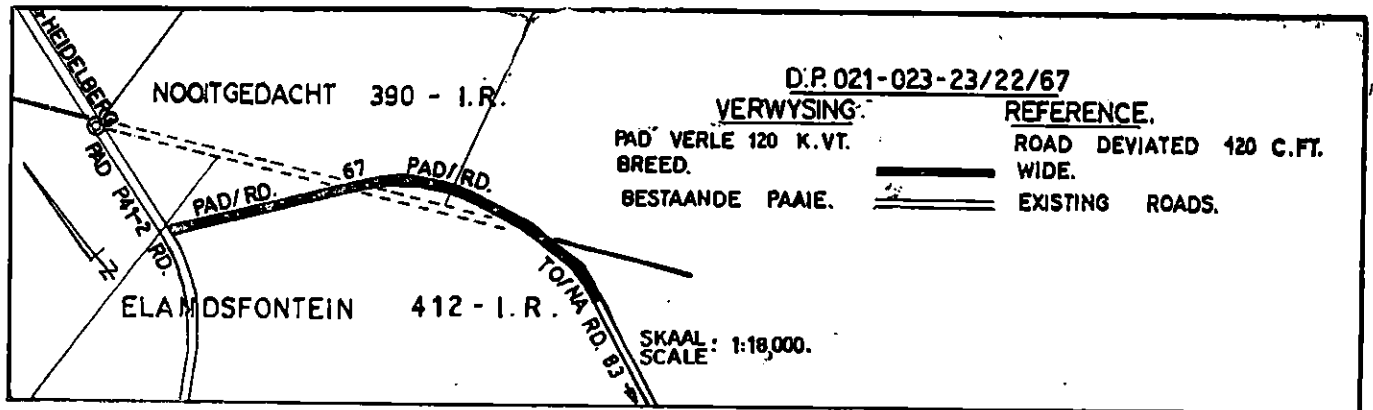 HEIDELBERG
NOOITGEDACHT 390 - I.R.
PAD P41-2 RD.
PAD/RD. 67 PAD/RD.
ELANDSFONTEIN 412 - I.R.
TO/NA RD. 83
N
D.P. 021-023-23/22/67
VERWYSING. REFERENCE.
PAD VERLE 120 K.VT. ROAD DEVIATED 120 C.FT.
BREED. WIDE.
BESTAANDE PAAIE. EXISTING ROADS.
SKAAL: 1:18,000.
SCALE